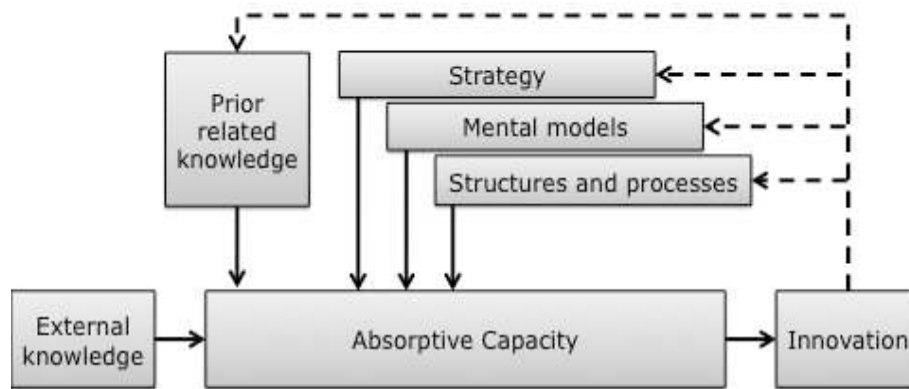 Prior
related
knowledge
Strategy
Mental models
Structures and processes
External
knowledge
Absorptive Capacity
Innovation